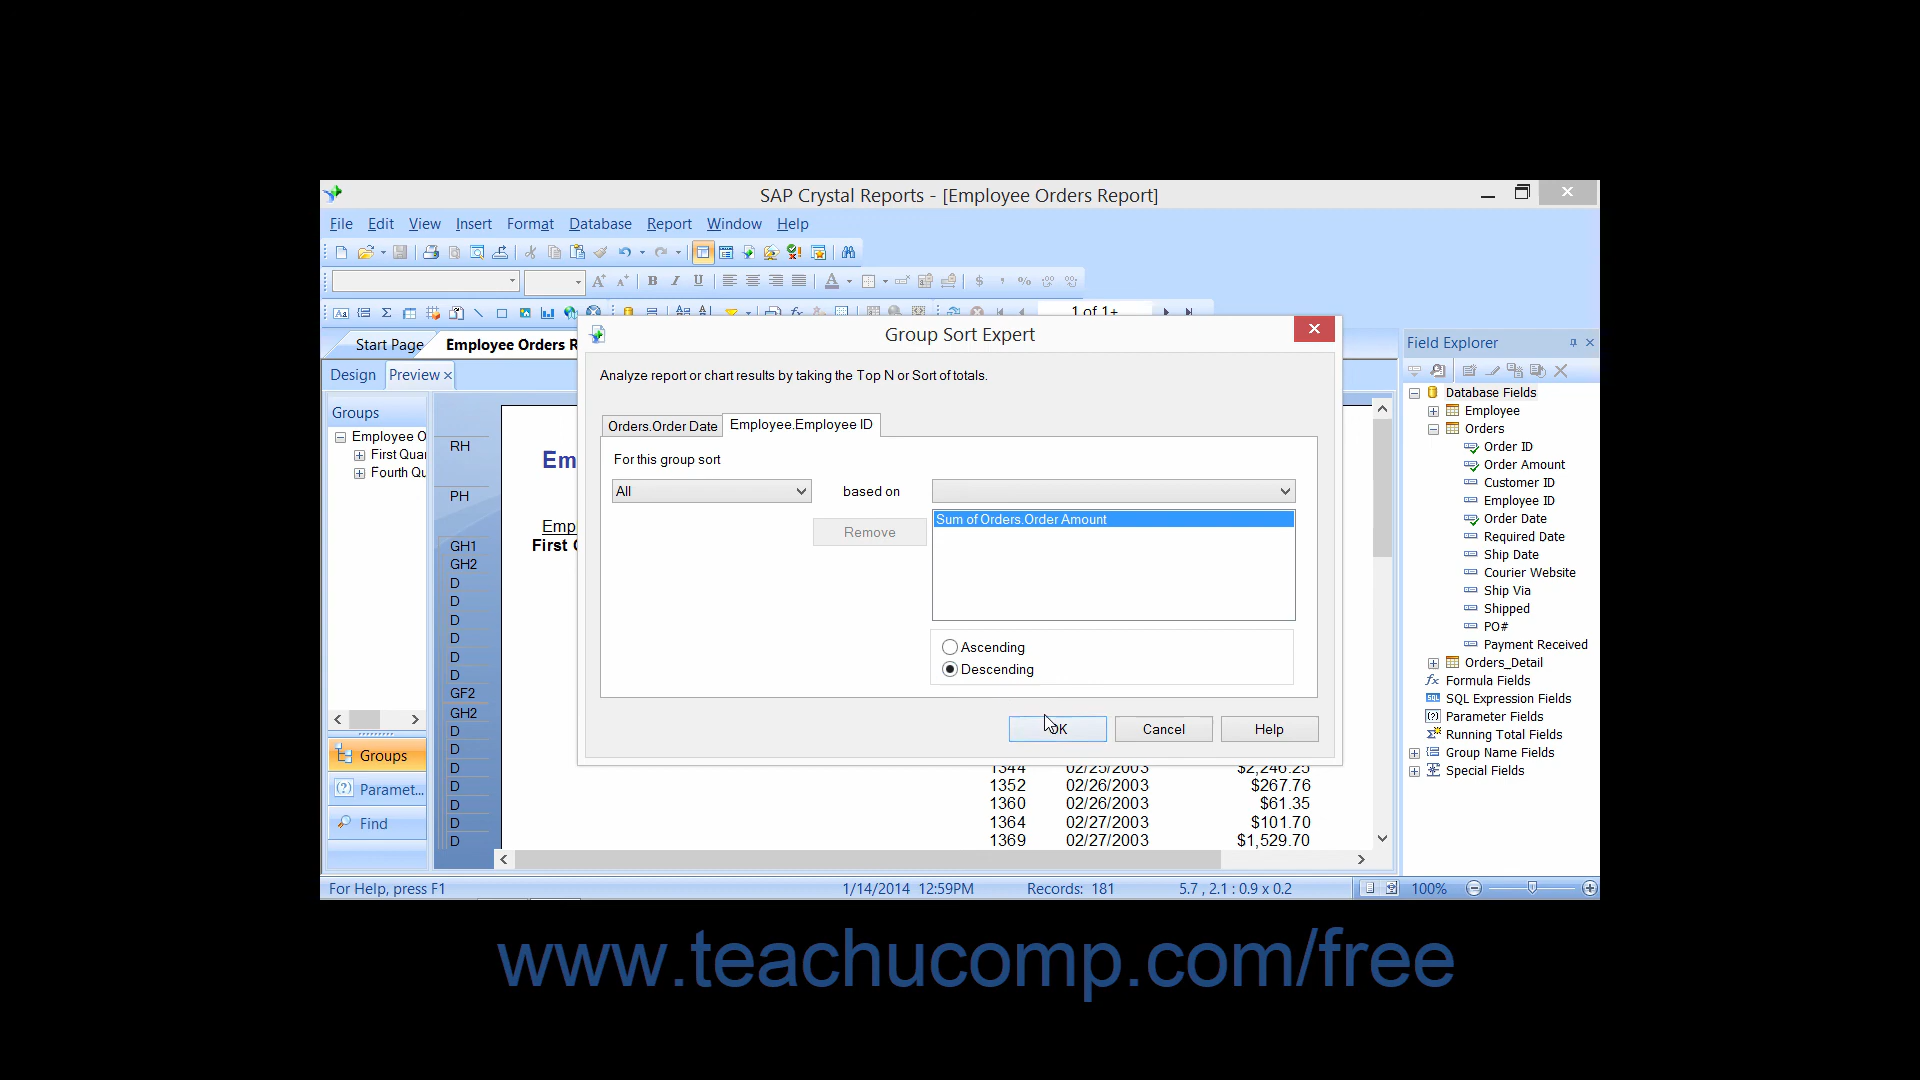 SAP Crystal Reports - [Employee Orders Report]
File Edit View Insert Format Database Report Window Help
1 of 1+
Start Page Employee Orders R
Design Preview
Groups
Employee O
First Quar
Fourth Qu
Groups
Paramet...
Find
RH
PH
GH1
GH2
D
D
D
D
D
D
GF2
GH2
D
D
D
D
D
D
D
Em
Emp
First
Group Sort Expert
Analyze report or chart results by taking the Top N or Sort of totals.
Orders.Order Date Employee.Employee ID
For this group sort
All based on
Sum of Orders.Order Amount
Remove
Ascending
Descending
OK Cancel Help
1344 02/25/2003 $2,246.25
1352 02/26/2003 $267.76
1360 02/26/2003 $61.35
1364 02/27/2003 $101.70
1369 02/27/2003 $1,529.70
Field Explorer
Database Fields
Employee
Orders
Order ID
Order Amount
Customer ID
Employee ID
Order Date
Required Date
Ship Date
Courier Website
Ship Via
Shipped
PO#
Payment Received
Orders_Detail
Formula Fields
SQL Expression Fields
Parameter Fields
Running Total Fields
Group Name Fields
Special Fields
For Help, press F1 1/14/2014 12:59PM Records: 181 5.7 , 2.1 : 0.9 x 0.2 100%
www.teachucomp.com/free